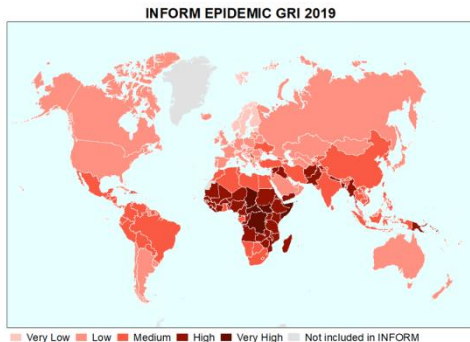 INFORM EPIDEMIC GRI 2019
Very Low Low Medium High Very High Not included in INFORM